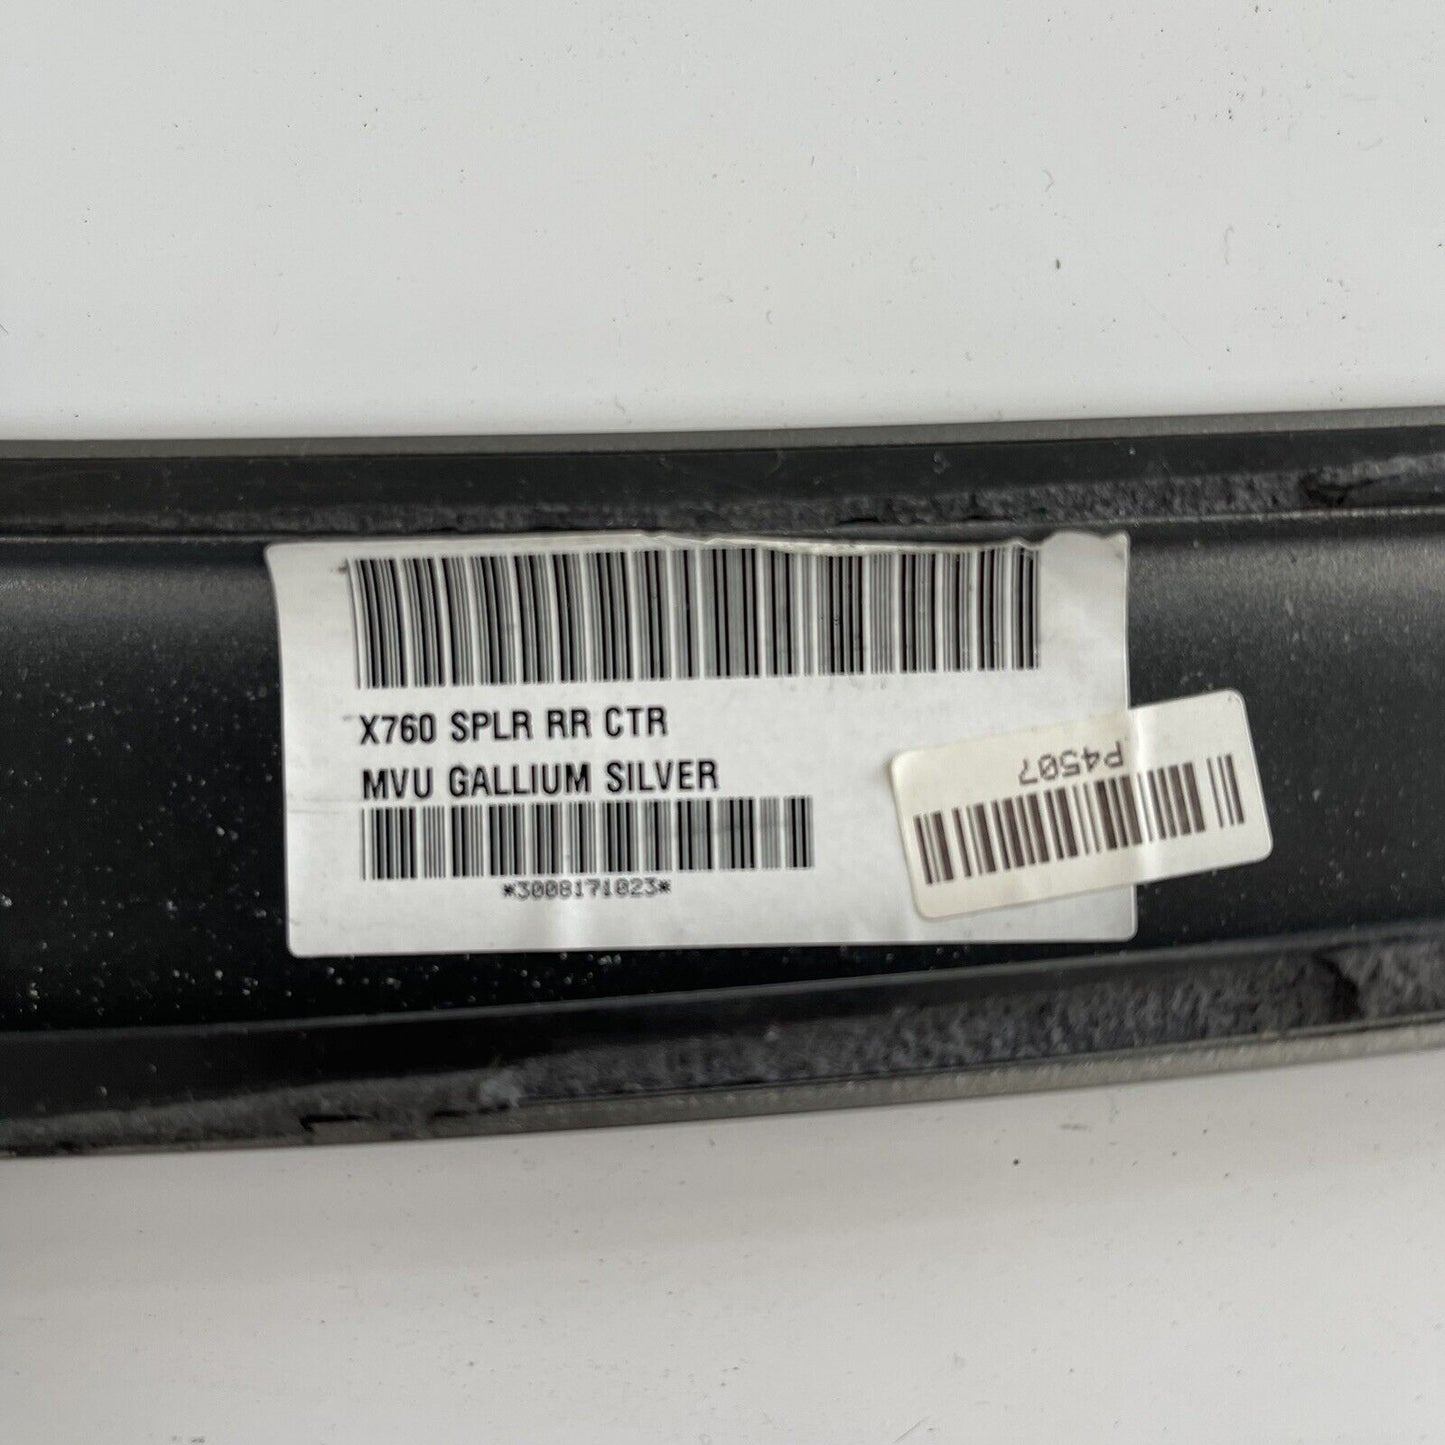 X760 SPLR RR CTR
MVU GALLIUM SILVER
*3008171023*
P4507